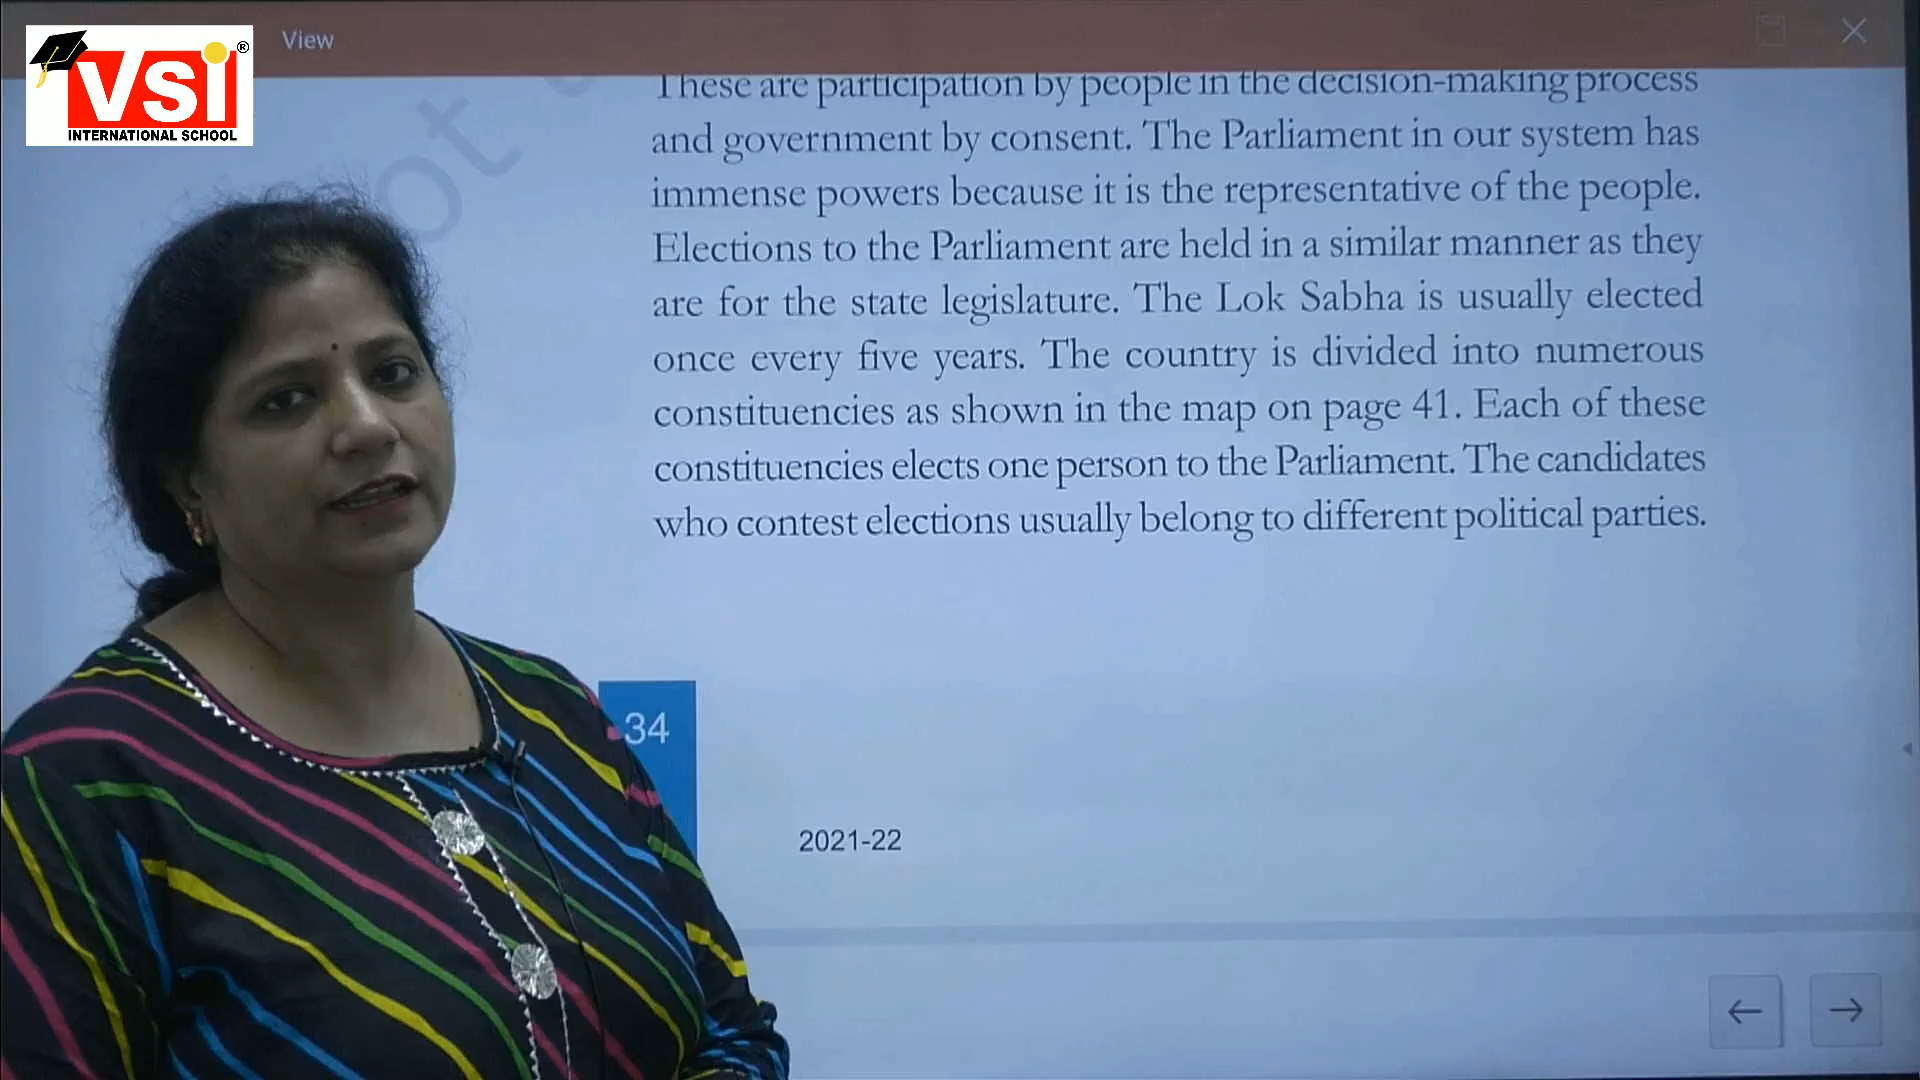 VSI®
INTERNATIONAL SCHOOL
View
These are participation by people in the decision-making process
and government by consent. The Parliament in our system has
immense powers because it is the representative of the people.
Elections to the Parliament are held in a similar manner as they
are for the state legislature. The Lok Sabha is usually elected
once every five years. The country is divided into numerous
constituencies as shown in the map on page 41. Each of these
constituencies elects one person to the Parliament. The candidates
who contest elections usually belong to different political parties.
34
2021-22